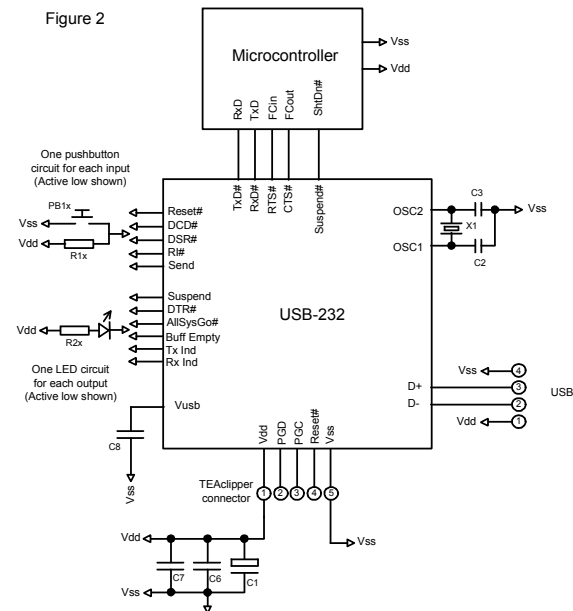 Figure 2
Microcontroller
Vss
Vdd
RxD
TxD
FCin
FCout
ShtDn#
One pushbutton
circuit for each input
(Active low shown)
PB1x
Vss
Vdd
R1x
Reset#
DCD#
DSR#
RI#
Send
TxD#
RxD#
RTS#
CTS#
Suspend#
OSC2
OSC1
C3
X1
C2
Vss
Suspend
DTR#
AllSysGo#
Buff Empty
Tx Ind
Rx Ind
Vdd
R2x
One LED circuit
for each output
(Active low shown)
USB-232
Vusb
C8
Vss
D+
D-
Vss
Vdd
4
3
2
1
USB
Vdd
PGD
PGC
Reset#
Vss
TEAclipper
connector
1
2
3
4
5
Vss
Vdd
C7
C6
C1
Vss